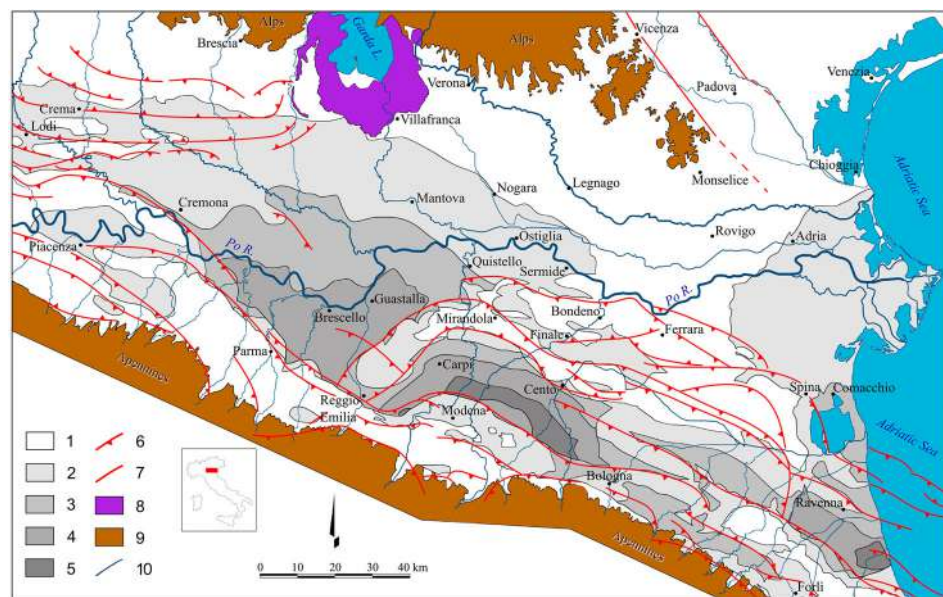 Alps
Garda L.
Alps
Brescia
Vicenza
Verona
Padova
Venezia
Crema
Lodi
Villafranca
Chioggia
Adriatic Sea
Nogara
Legnago
Monselice
Mantova
Cremona
Rovigo
Adria
Ostiglia
Piacenza
Po R.
Quistello
Sermide
Po R.
Guastalla
Brescello
Mirandola
Bondeno
Finale
Ferrara
Apennines
Parma
Carpi
Cento
Spina
Comacchio
Reggio
Emilia
Modena
Adriatic Sea
Bologna
Ravenna
Apennines
Forlì
1
6
2
7
3
8
4
9
5
10
0
10
20
30
40 km